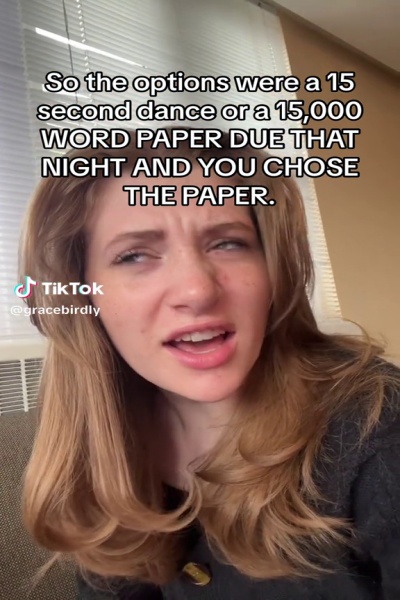 So the options were a 15
second dance or a 15,000
WORD PAPER DUE THAT
NIGHT AND YOU CHOSE
THE PAPER.
TikTok
@gracebirdly